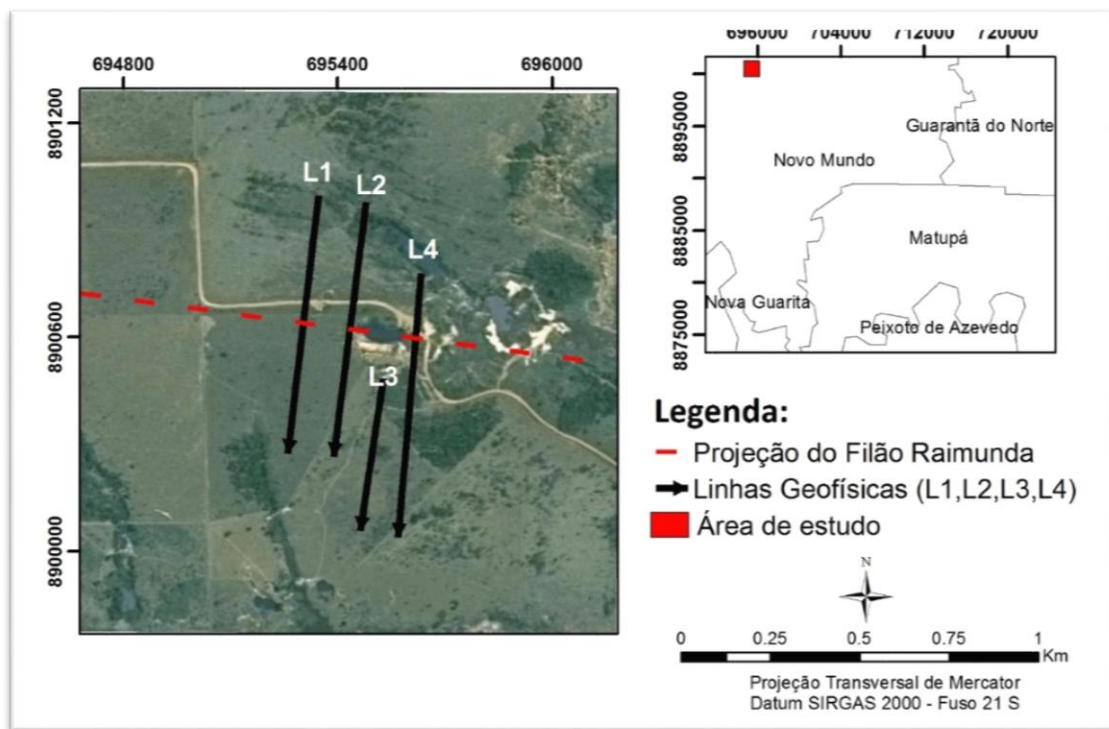 694800 695400 696000
8901200
8900600
8900000
L1
L2
L4
L3
696000 704000 712000 720000
8895000
8885000
8875000
Guarantã do Norte
Novo Mundo
Matupá
Nova Guarita
Peixoto de Azevedo
Legenda:
Projeção do Filão Raimunda
Linhas Geofísicas (L1,L2,L3,L4)
Área de estudo
N
0 0.25 0.5 0.75 1
Km
Projeção Transversal de Mercator
Datum SIRGAS 2000 - Fuso 21 S